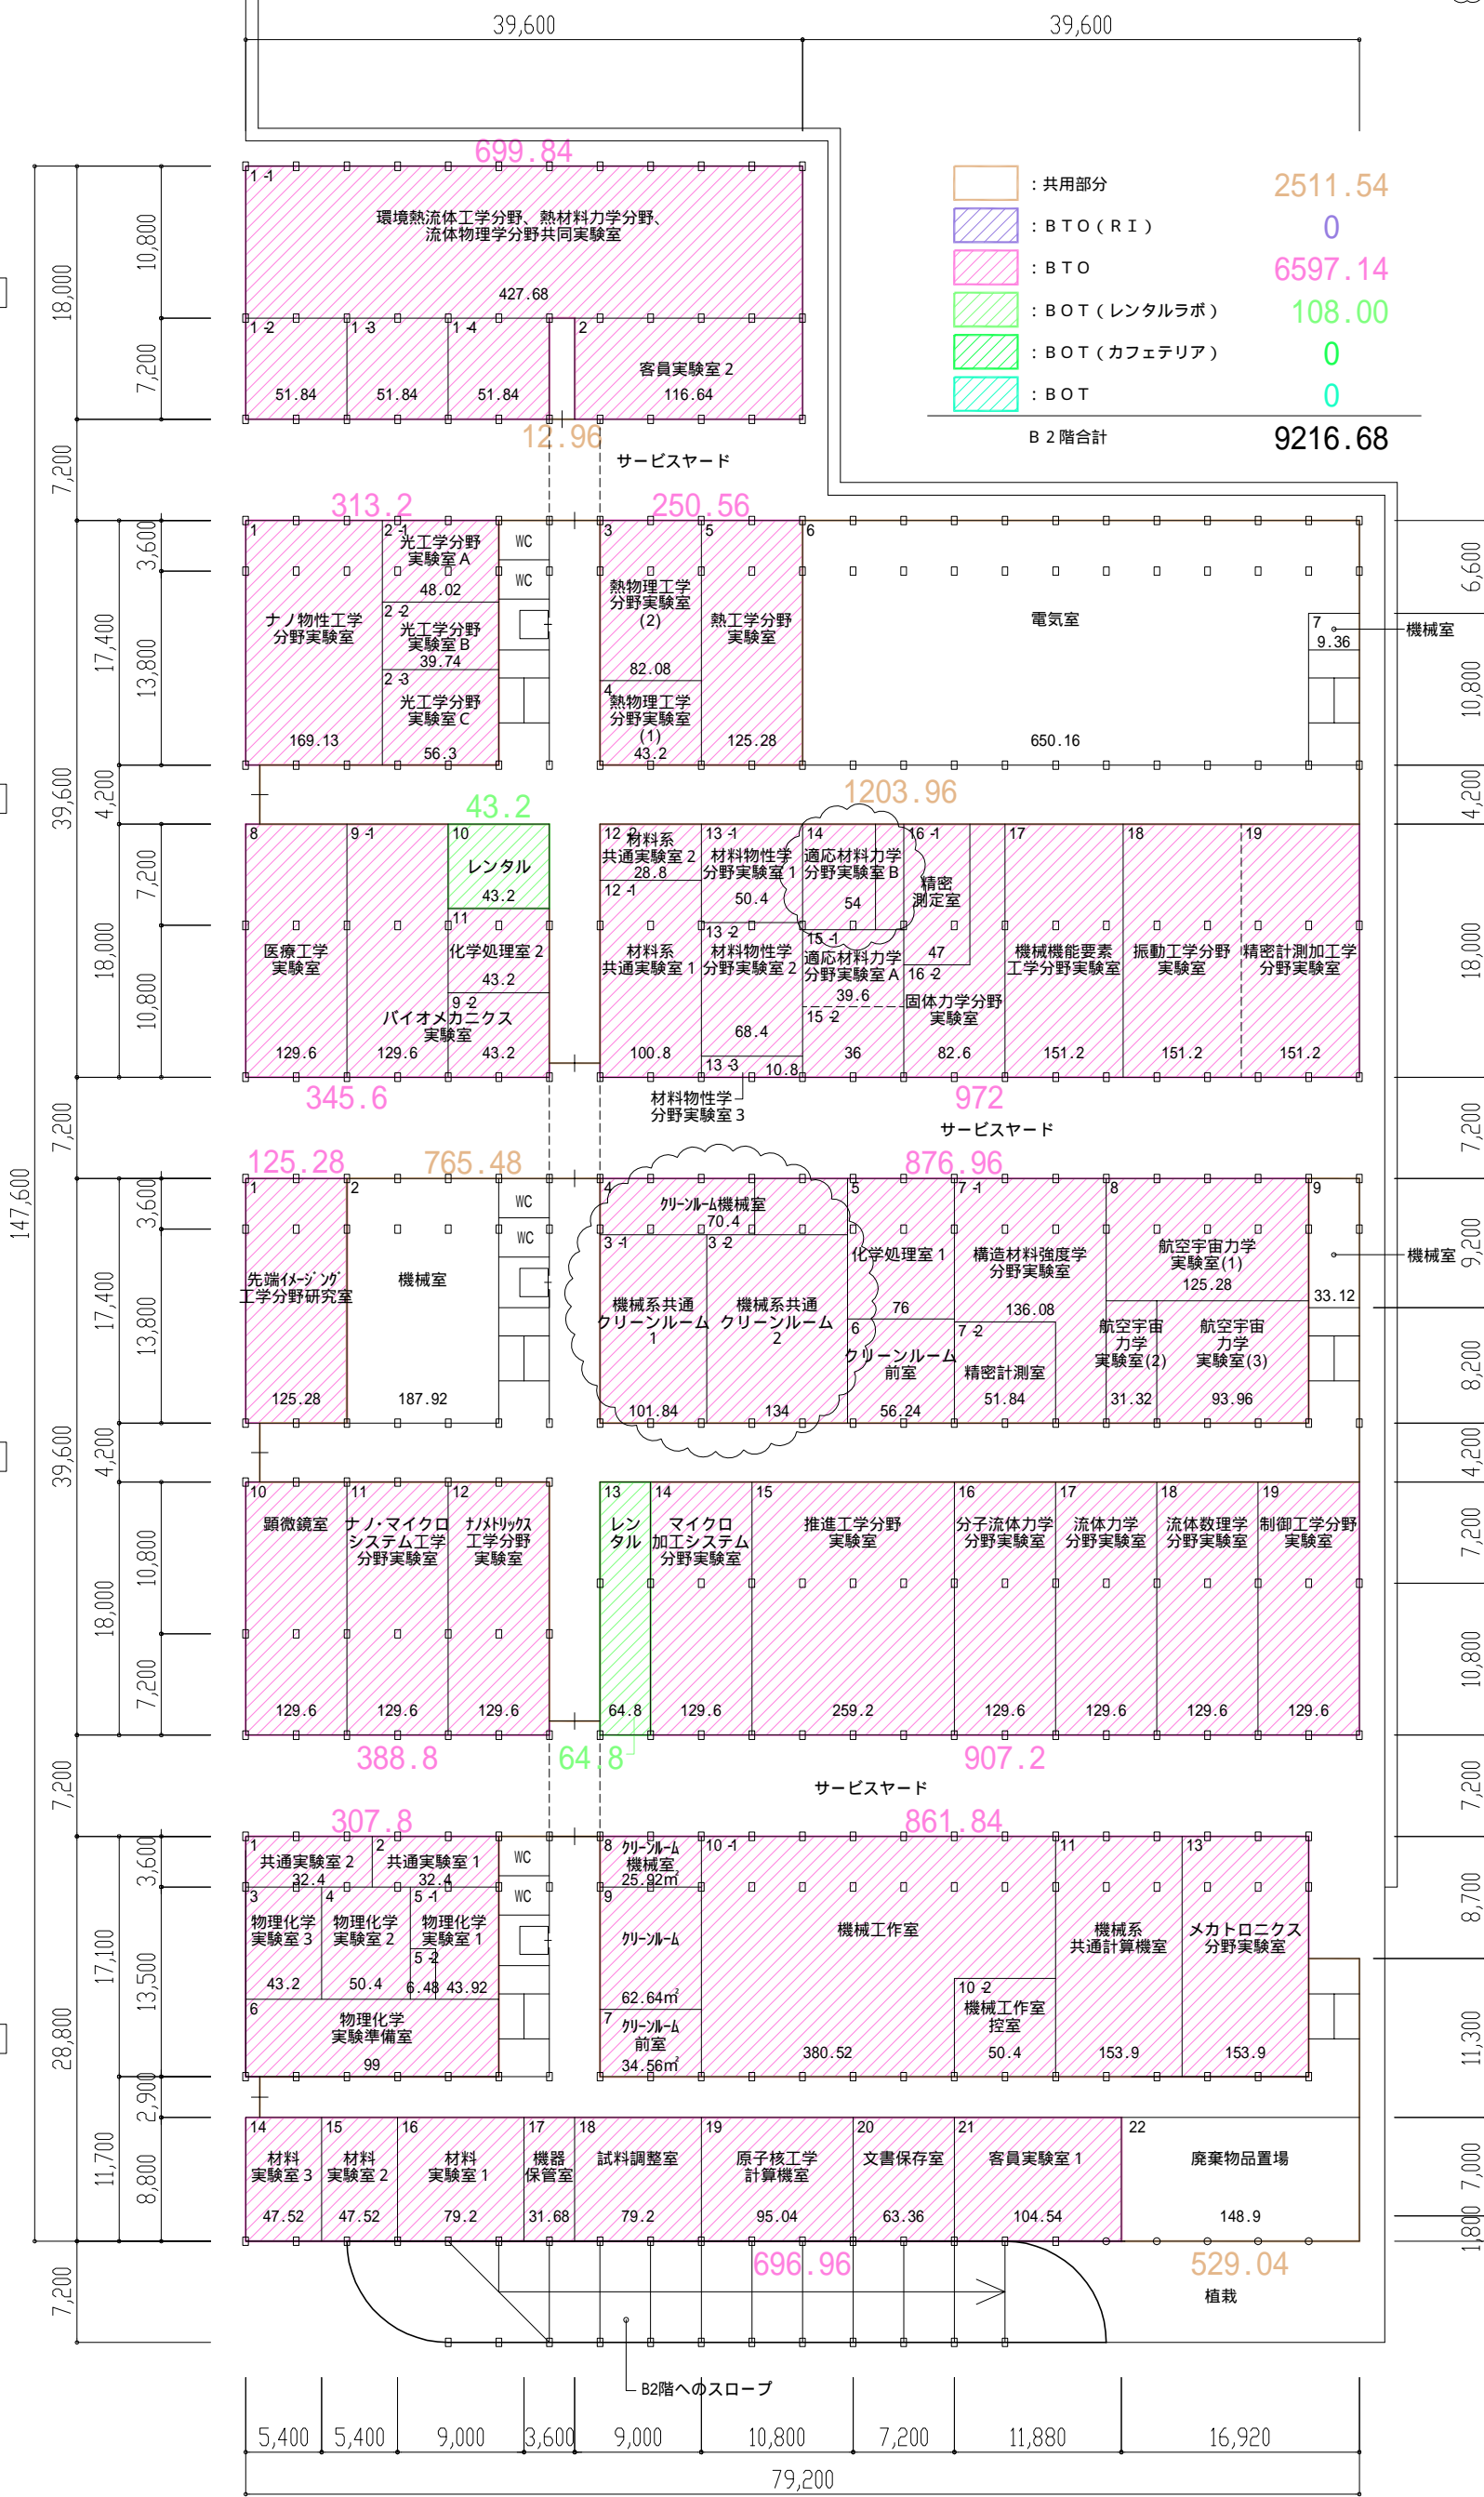 39,600
39,600
699.84
1 -1
環境熱流体工学分野、熱材料力学分野、
流体物理学分野共同実験室
427.68
1 -2
51.84
1 -3
51.84
1 -4
51.84
2
客員実験室２
116.64
12.96
サービスヤード
：共用部分
2511.54
：ＢＴＯ（ＲＩ）
0
：ＢＴＯ
6597.14
：ＢＯＴ（レンタルラボ）
108.00
：ＢＯＴ（カフェテリア）
0
：ＢＯＴ
0
Ｂ２階合計
9216.68
313.2
250.56
1
ナノ物性工学
分野実験室
169.13
2 -1
光工学分野
実験室Ａ
48.02
2 -2
光工学分野
実験室Ｂ
39.74
2 -3
光工学分野
実験室Ｃ
56.3
WC
WC
3
熱物理工学
分野実験室
(2)
82.08
4
熱物理工学
分野実験室
(1)
43.2
5
熱工学分野
実験室
125.28
6
電気室
650.16
7
9.36
機械室
1203.96
43.2
8
医療工学
実験室
129.6
9 -1
129.6
10
レンタル
43.2
11
化学処理室２
43.2
9 -2
バイオメカニクス
実験室
43.2
12 -2
材料系
共通実験室２
28.8
12 -1
材料系
共通実験室１
100.8
13 -1
材料物性学
分野実験室１
50.4
13 -2
材料物性学
分野実験室２
68.4
13 -3
10.8
材料物性学
分野実験室３
14
適応材料力学
分野実験室Ｂ
54
15 -1
適応材料力学
分野実験室Ａ
39.6
15 -2
36
16 -1
精密
測定室
47
16 -2
固体力学分野
実験室
82.6
17
機械機能要素
工学分野実験室
151.2
18
振動工学分野
実験室
151.2
19
精密計測加工学
分野実験室
151.2
345.6
972
サービスヤード
125.28
765.48
876.96
1
先端ｲﾒｰｼﾞﾝｸﾞ
工学分野研究室
125.28
2
機械室
187.92
WC
WC
4
ｸﾘｰﾝﾙｰﾑ機械室
70.4
3 -1
機械系共通
クリーンルーム
1
101.84
3 -2
機械系共通
クリーンルーム
2
134
5
化学処理室１
76
6
クリーンルーム
前室
56.24
7 -1
構造材料強度学
分野実験室
136.08
7 -2
精密計測室
51.84
8
航空宇宙力学
実験室(1)
125.28
航空宇宙
力学
実験室(2)
31.32
航空宇宙
力学
実験室(3)
93.96
9
33.12
機械室
10
顕微鏡室
129.6
11
ナノ・マイクロ
システム工学
分野実験室
129.6
12
ﾅﾉﾒﾄﾘｯｸｽ
工学分野
実験室
129.6
13
レン
タル
64.8
14
マイクロ
加工システム
分野実験室
129.6
15
推進工学分野
実験室
259.2
16
分子流体力学
分野実験室
129.6
17
流体力学
分野実験室
129.6
18
流体数理学
分野実験室
129.6
19
制御工学分野
実験室
129.6
388.8
64.8
907.2
サービスヤード
307.8
861.84
1
共通実験室２
32.4
2
共通実験室１
32.4
3
物理化学
実験室３
43.2
4
物理化学
実験室２
50.4
5 -1
物理化学
実験室１
43.92
5 -2
6.48
6
物理化学
実験準備室
99
WC
WC
8
ｸﾘｰﾝﾙｰﾑ
機械室
25.92㎡
9
ｸﾘｰﾝﾙｰﾑ
62.64㎡
7
ｸﾘｰﾝﾙｰﾑ
前室
34.56㎡
10 -1
機械工作室
380.52
10 -2
機械工作室
控室
50.4
11
機械系
共通計算機室
153.9
13
メカトロニクス
分野実験室
153.9
14
材料
実験室３
47.52
15
材料
実験室２
47.52
16
材料
実験室１
79.2
17
機器
保管室
31.68
18
試料調整室
79.2
19
原子核工学
計算機室
95.04
20
文書保存室
63.36
21
客員実験室１
104.54
22
廃棄物品置場
148.9
696.96
529.04
植栽
B2階へのスロープ
5,400
5,400
9,000
3,600
9,000
10,800
7,200
11,880
16,920
79,200
147,600
18,000
7,200
39,600
7,200
39,600
7,200
28,800
7,200
17,400
4,200
18,000
17,400
4,200
18,000
17,100
11,700
10,800
7,200
3,600
13,800
7,200
10,800
3,600
13,800
10,800
7,200
3,600
13,500
2,900
8,800
6,600
10,800
4,200
18,000
7,200
9,200
8,200
4,200
7,200
10,800
7,200
8,700
11,300
7,000
1,800